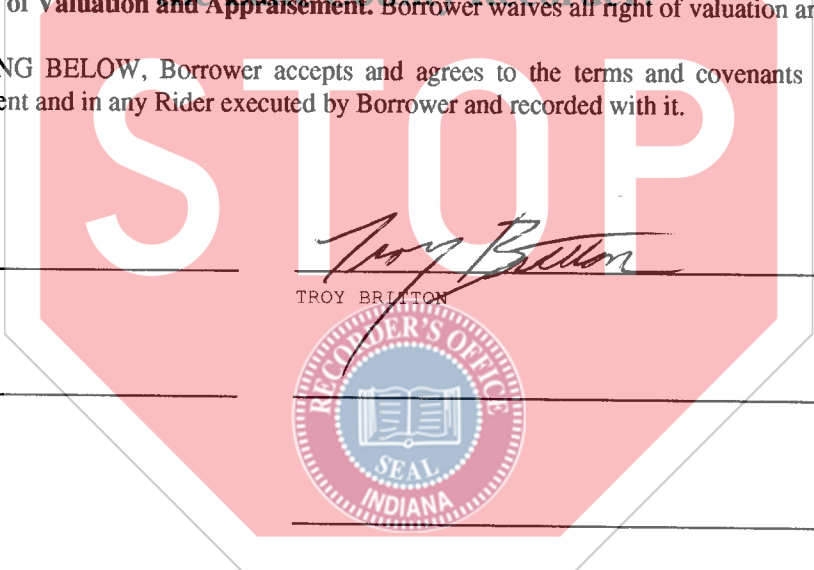 of Valuation and Appraisement. Borrower waives all right of valuation an
NG BELOW, Borrower accepts and agrees to the terms and covenants
ent and in any Rider executed by Borrower and recorded with it.
STOP
Troy Britton
TROY BRITTON
RECORDER'S OFFICE
SEAL
INDIANA